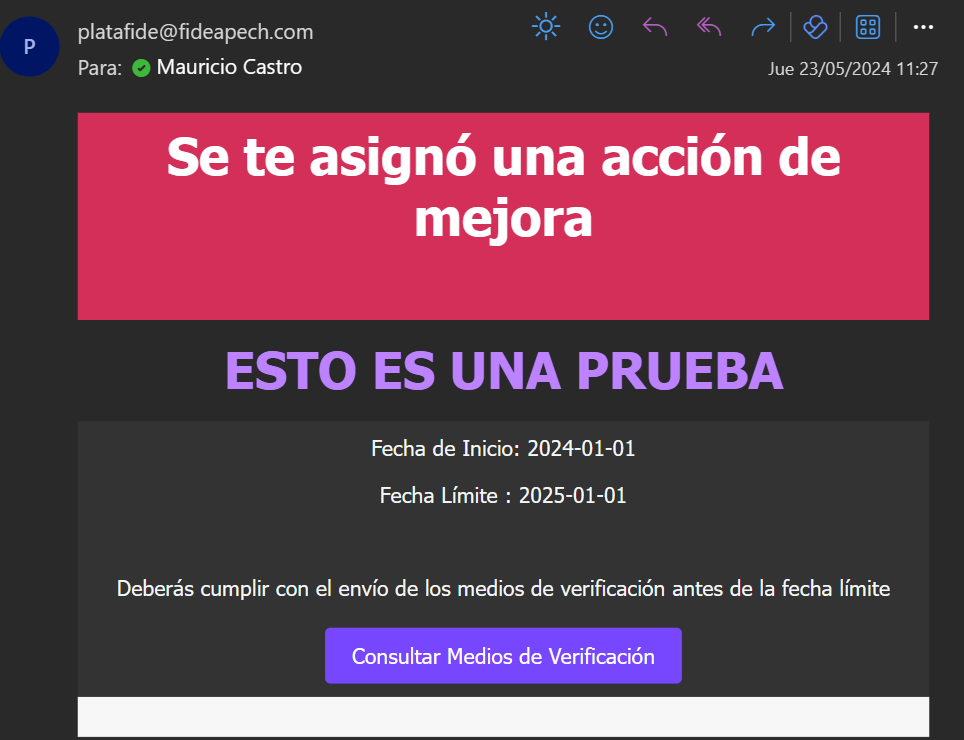 P
platafide@fideapech.com
Para: Mauricio Castro
Jue 23/05/2024 11:27
Se te asignó una acción de
mejora
ESTO ES UNA PRUEBA
Fecha de Inicio: 2024-01-01
Fecha Límite : 2025-01-01
Deberás cumplir con el envío de los medios de verificación antes de la fecha límite
Consultar Medios de Verificación